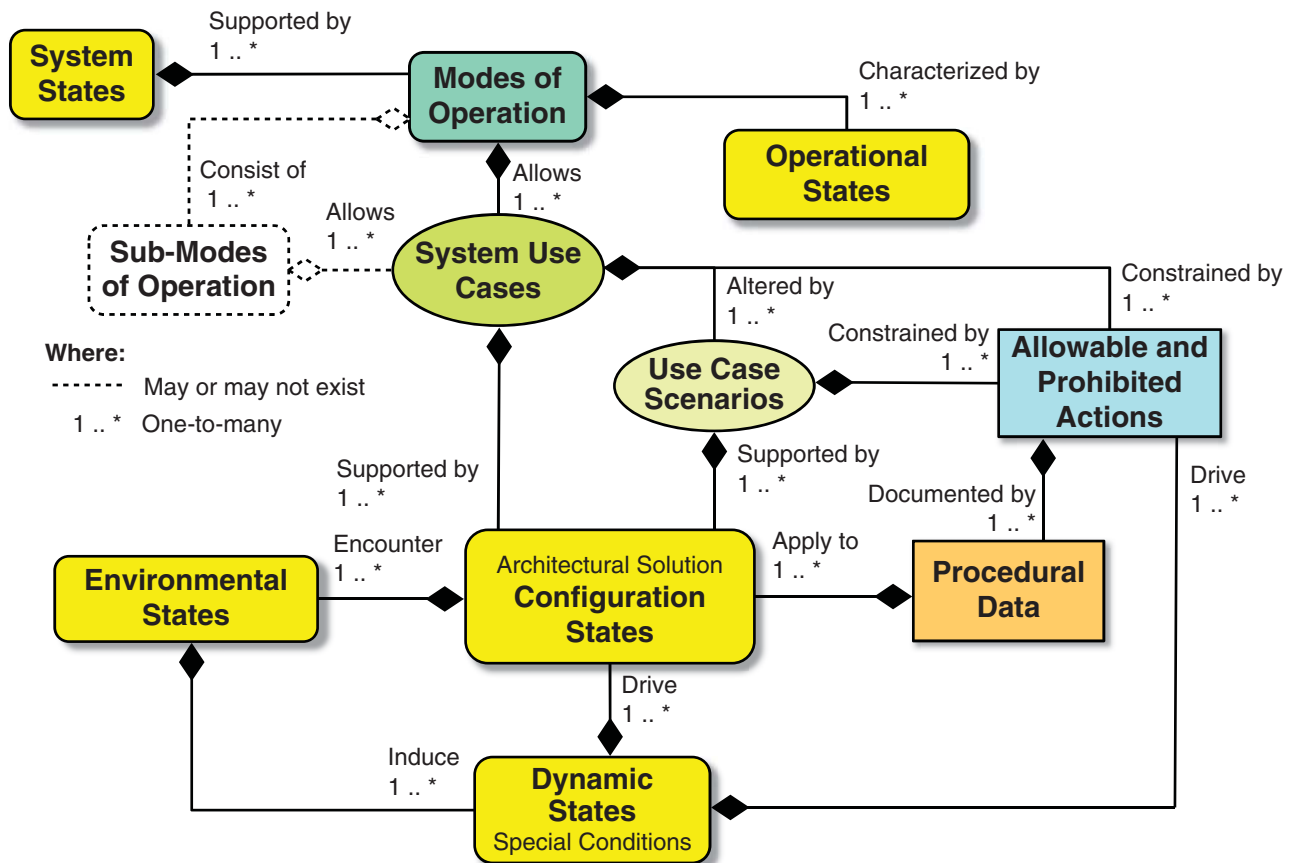 Supported by
1 .. *
System
States
Modes of
Operation
Characterized by
1 .. *
Operational
States
Consist of
1 .. *
Allows
1 .. *
Allows
1 .. *
Sub-Modes
of Operation
System Use
Cases
Altered by
1 .. *
Constrained by
1 .. *
Constrained by
1 .. *
Where:
May or may not exist
1 .. * One-to-many
Use Case
Scenarios
Allowable and
Prohibited
Actions
Supported by
1 .. *
Supported by
1 .. *
Documented by
1 .. *
Drive
1 .. *
Encounter
1 .. *
Environmental
States
Architectural Solution
Configuration
States
Apply to
1 .. *
Procedural
Data
Drive
1 .. *
Induce
1 .. *
Dynamic
States
Special Conditions